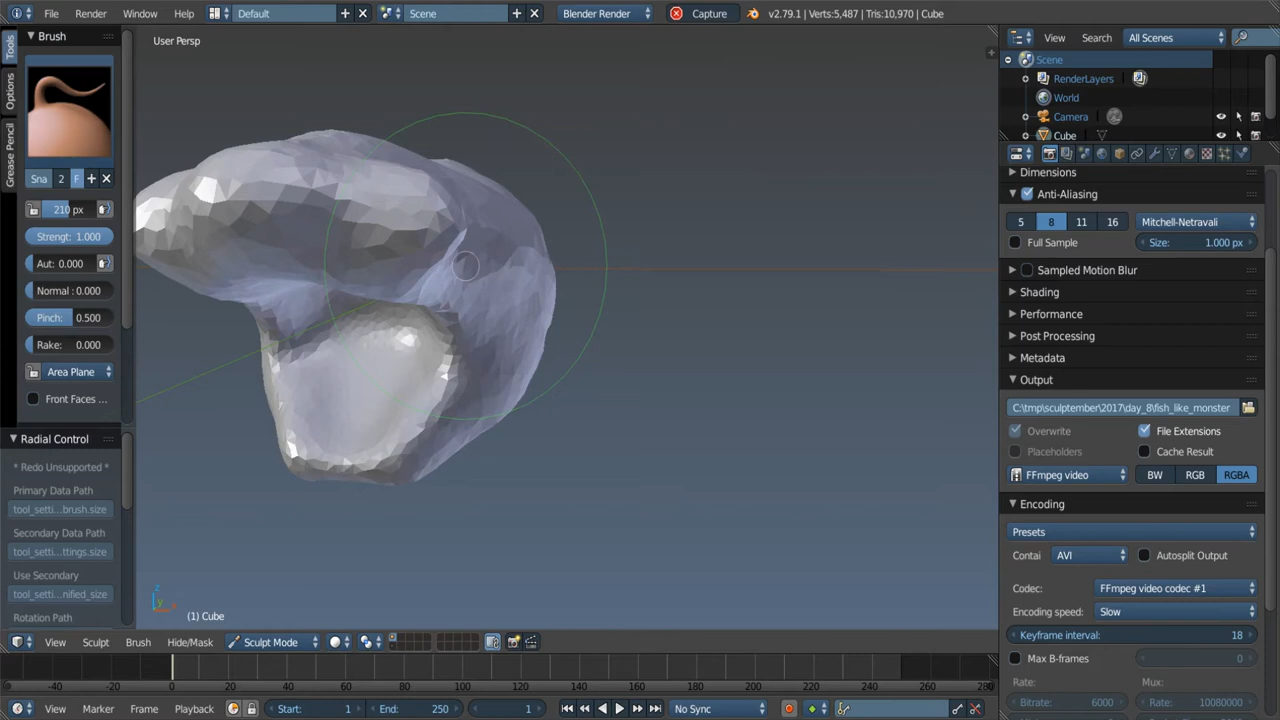 Render Window Help Default Scene Blender Render Capture v2.79.1 | Verts:5,487 | Tris:10,970 | Cube
Tools
Options
Grease Pencil
Brush
Sna 2 F
210 px
Strengt: 1.000
Aut: 0.000
Normal : 0.000
Pinch: 0.500
Rake: 0.000
Area Plane
Front Faces ...
Radial Control
* Redo Unsupported *
Primary Data Path
tool_setti...brush.size
Secondary Data Path
tool_setti...ttings.size
Use Secondary
tool_setti...nified_size
Rotation Path
User Persp
z
y
x
(1) Cube
View Sculpt Brush Hide/Mask Sculpt Mode
-40 -20 0 20 40 60 80 100 120 140 160 180 200 220 240 260 280
View Marker Frame Playback Start: 1 End: 250 1 No Sync
View Search All Scenes
Scene
RenderLayers
World
Camera
Cube
Dimensions
Anti-Aliasing
5 8 11 16 Mitchell-Netravali
Full Sample Size: 1.000 px
Sampled Motion Blur
Shading
Performance
Post Processing
Metadata
Output
C:\tmp\sculptember\2017\day_8\fish_like_monster
Overwrite File Extensions
Placeholders Cache Result
FFmpeg video BW RGB RGBA
Encoding
Presets
Contai AVI Autosplit Output
Codec: FFmpeg video codec #1
Encoding speed: Slow
Keyframe interval: 18
Max B-frames 0
Rate: Mux:
Bitrate: 6000 Rate: 10080000